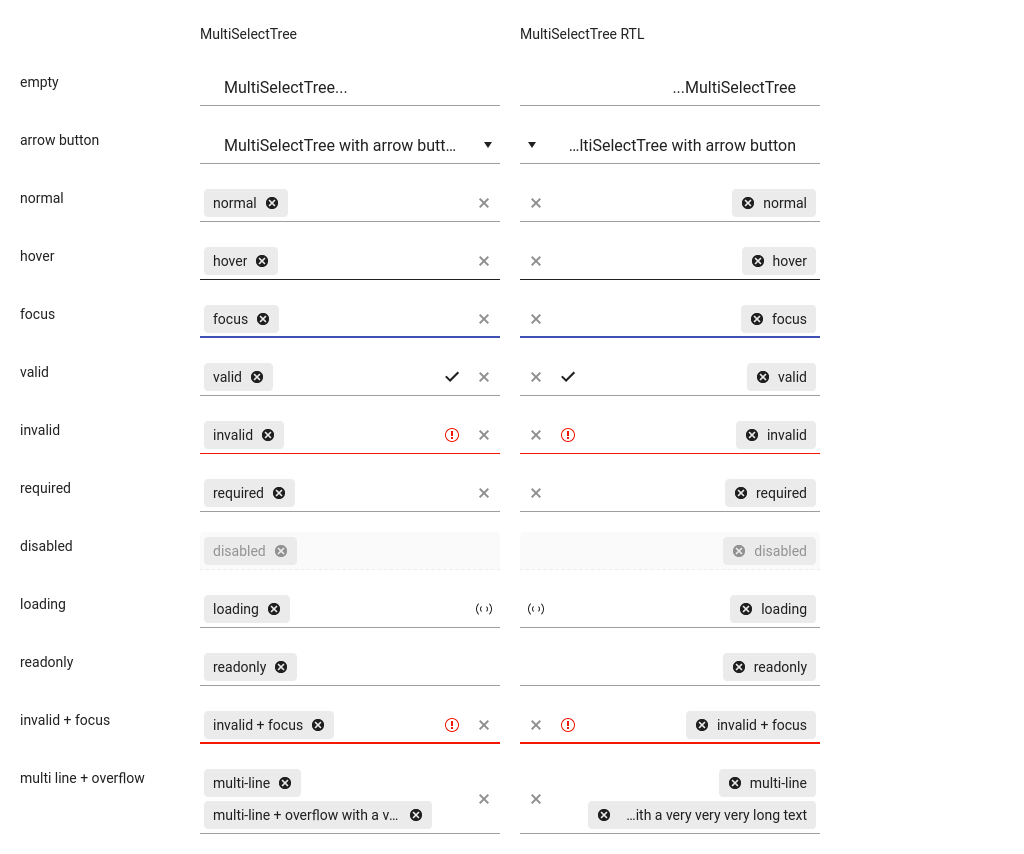 MultiSelectTree MultiSelectTree RTL
empty MultiSelectTree... ...MultiSelectTree
arrow button MultiSelectTree with arrow butt... ...ltiSelectTree with arrow button
normal normal normal
hover hover hover
focus focus focus
valid valid valid
invalid invalid invalid
required required required
disabled disabled disabled
loading loading loading
readonly readonly readonly
invalid + focus invalid + focus invalid + focus
multi line + overflow multi-line multi-line
multi-line + overflow with a v... ...ith a very very very long text